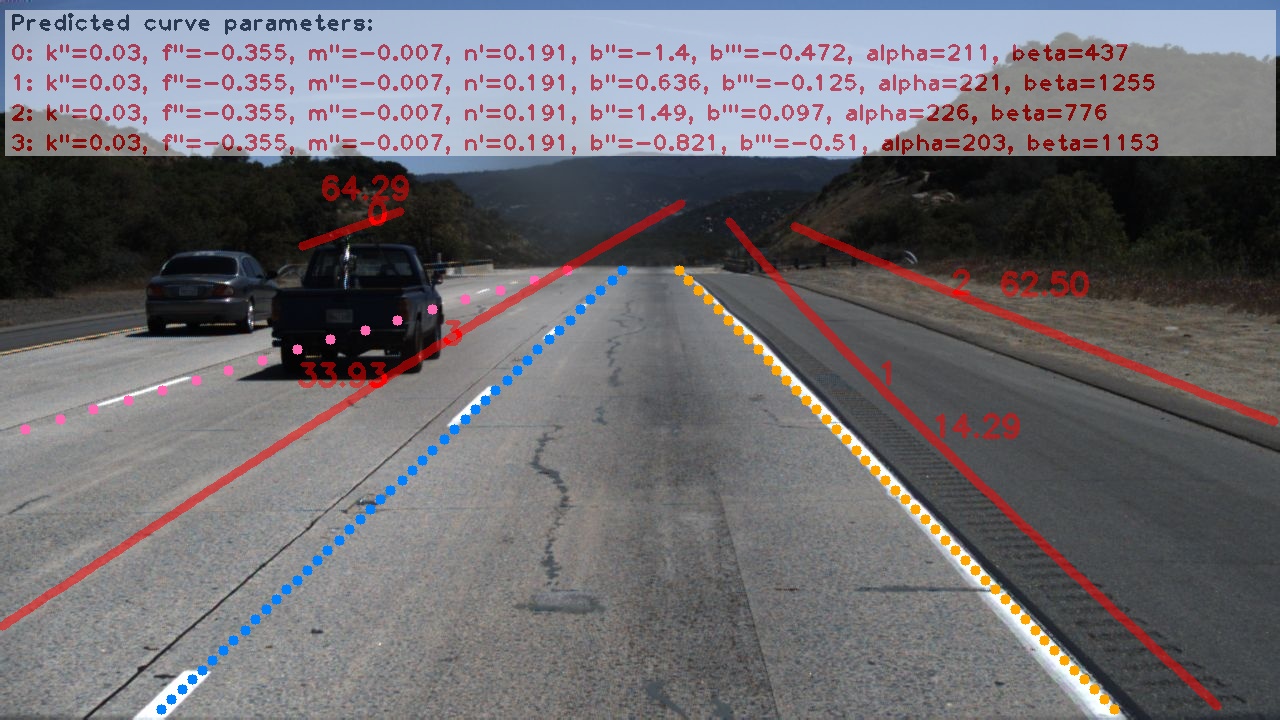 Predicted curve parameters:
0: k''=0.03, f''=-0.355, m''=-0.007, n'=0.191, b''=-1.4, b'''=-0.472, alpha=211, beta=437
1: k''=0.03, f''=-0.355, m''=-0.007, n'=0.191, b''=0.636, b'''=-0.125, alpha=221, beta=1255
2: k''=0.03, f''=-0.355, m''=-0.007, n'=0.191, b''=1.49, b'''=0.097, alpha=226, beta=776
3: k''=0.03, f''=-0.355, m''=-0.007, n'=0.191, b''=-0.821, b'''=-0.51, alpha=203, beta=1153
64.29
0
2 62.50
3
33.93
1
14.29